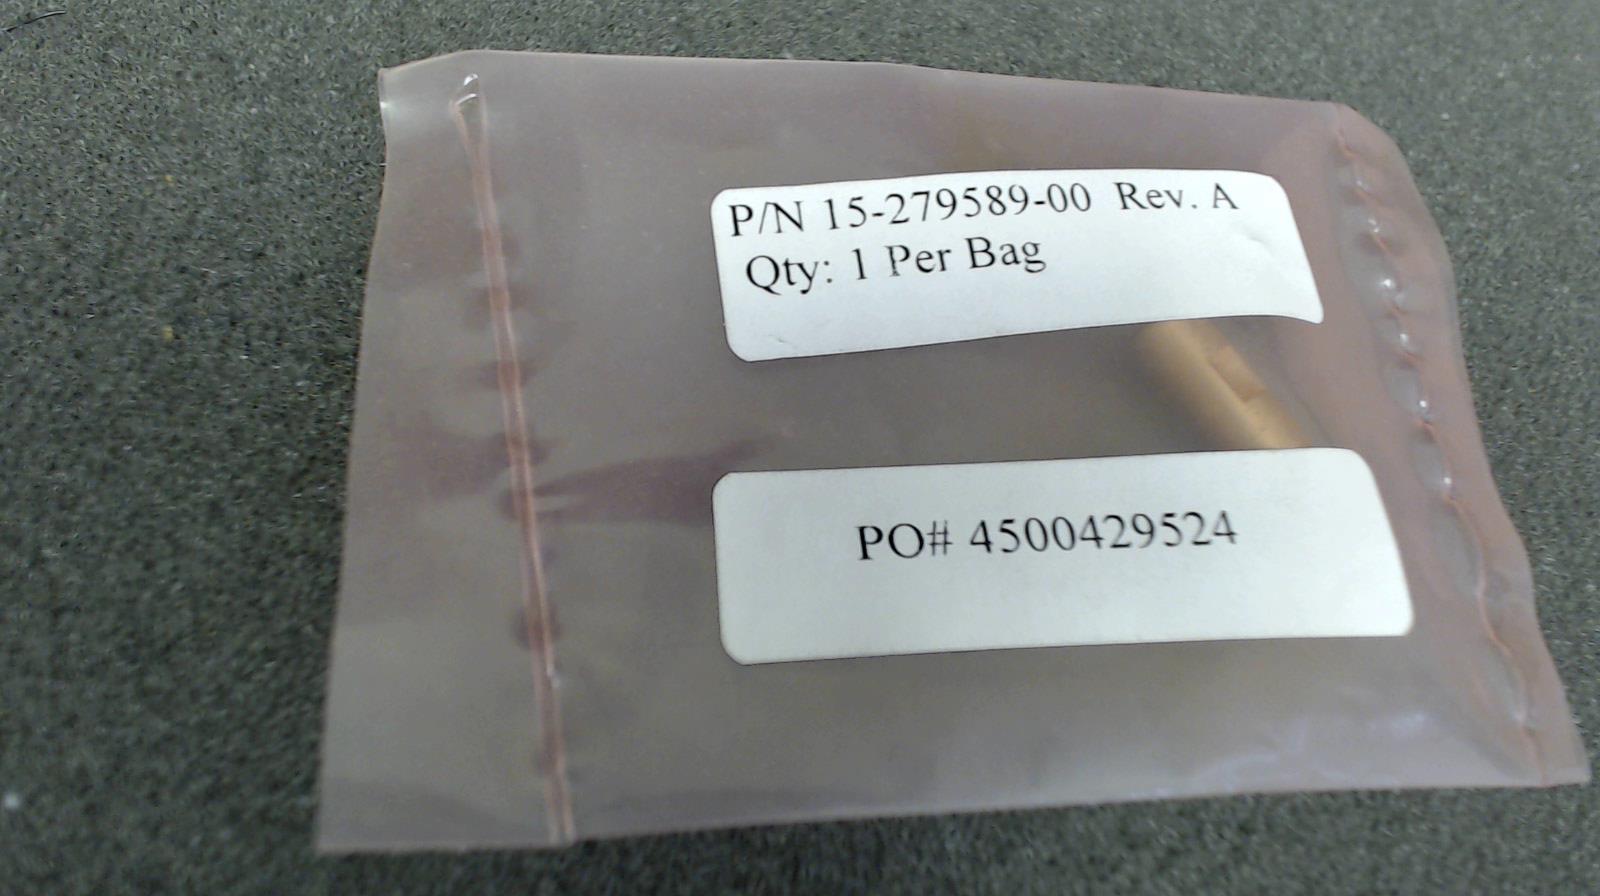 P/N 15-279589-00 Rev. A
Qty: 1 Per Bag
PO# 4500429524